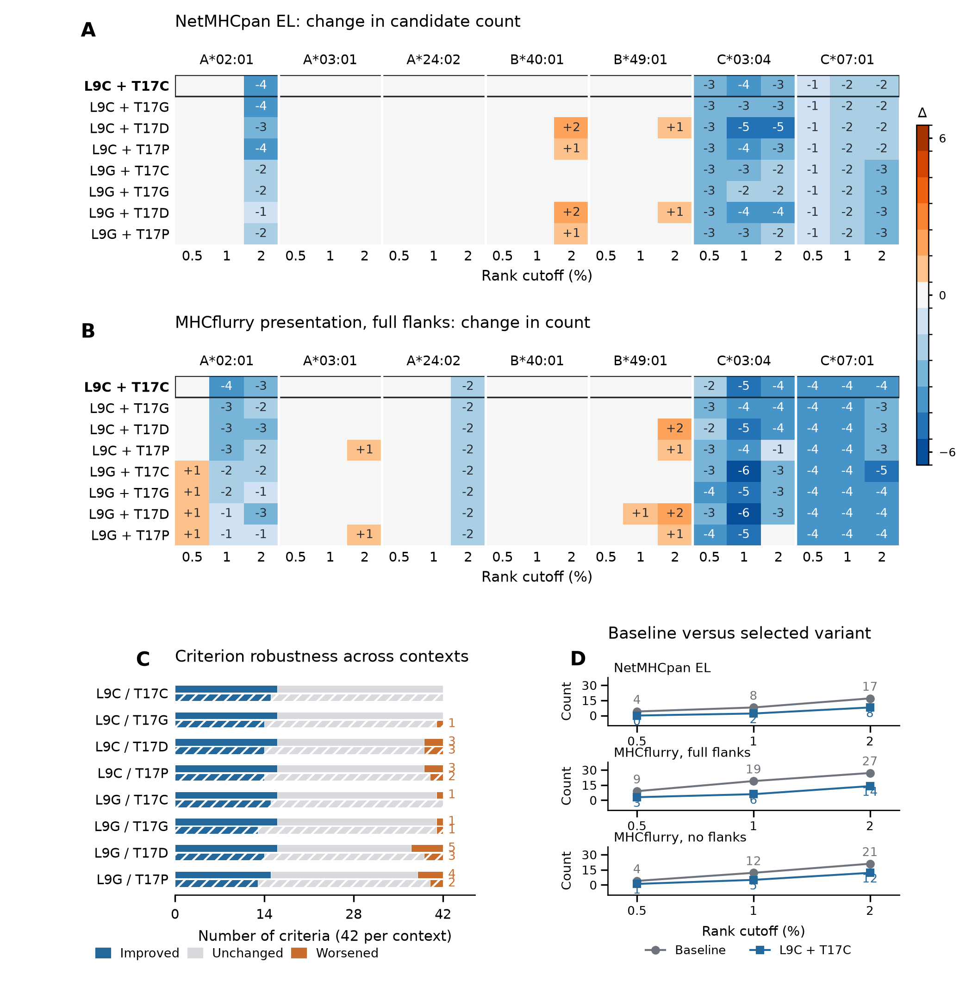 A
NetMHCpan EL: change in candidate count
A*02:01 A*03:01 A*24:02 B*40:01 B*49:01 C*03:04 C*07:01
L9C + T17C -4 -3 -4 -3 -1 -2 -2
L9C + T17G -4 -3 -3 -3 -1 -2 -2
L9C + T17D -3 +2 +1 -3 -5 -5 -1 -2 -2
L9C + T17P -4 +1 -3 -4 -3 -1 -2 -2
L9G + T17C -2 -3 -3 -2 -1 -2 -3
L9G + T17G -2 -3 -2 -2 -1 -2 -3
L9G + T17D -1 +2 +1 -3 -4 -4 -1 -2 -3
L9G + T17P -2 +1 -3 -3 -2 -1 -2 -3
0.5 1 2 0.5 1 2 0.5 1 2 0.5 1 2 0.5 1 2 0.5 1 2 0.5 1 2
Rank cutoff (%)
Δ
6
0
−6
B
MHCflurry presentation, full flanks: change in count
A*02:01 A*03:01 A*24:02 B*40:01 B*49:01 C*03:04 C*07:01
L9C + T17C -4 -3 -2 -2 -5 -4 -4 -4 -4
L9C + T17G -3 -2 -2 -3 -4 -4 -4 -4 -3
L9C + T17D -3 -3 -2 +2 -2 -5 -4 -4 -4 -3
L9C + T17P -3 -2 +1 -2 +1 -3 -4 -1 -4 -4 -3
L9G + T17C +1 -2 -2 -2 -3 -6 -3 -4 -4 -5
L9G + T17G +1 -2 -1 -2 -4 -5 -3 -4 -4 -4
L9G + T17D +1 -1 -3 -2 +1 +2 -3 -6 -3 -4 -4 -4
L9G + T17P +1 -1 -1 +1 -2 +1 -4 -5 -4 -4 -4
0.5 1 2 0.5 1 2 0.5 1 2 0.5 1 2 0.5 1 2 0.5 1 2 0.5 1 2
Rank cutoff (%)
C
Criterion robustness across contexts
L9C / T17C
L9C / T17G
1
L9C / T17D
3
3
L9C / T17P
3
2
L9G / T17C
1
L9G / T17G
1
1
L9G / T17D
5
3
L9G / T17P
4
2
0 14 28 42
Number of criteria (42 per context)
Improved Unchanged Worsened
D
Baseline versus selected variant
NetMHCpan EL
Count
30
15
0
4 8 17
0 2 8
0.5 1 2
MHCflurry, full flanks
Count
30
15
0
9 19 27
3 6 14
0.5 1 2
MHCflurry, no flanks
Count
30
15
0
4 12 21
1 5 12
0.5 1 2
Rank cutoff (%)
Baseline L9C + T17C